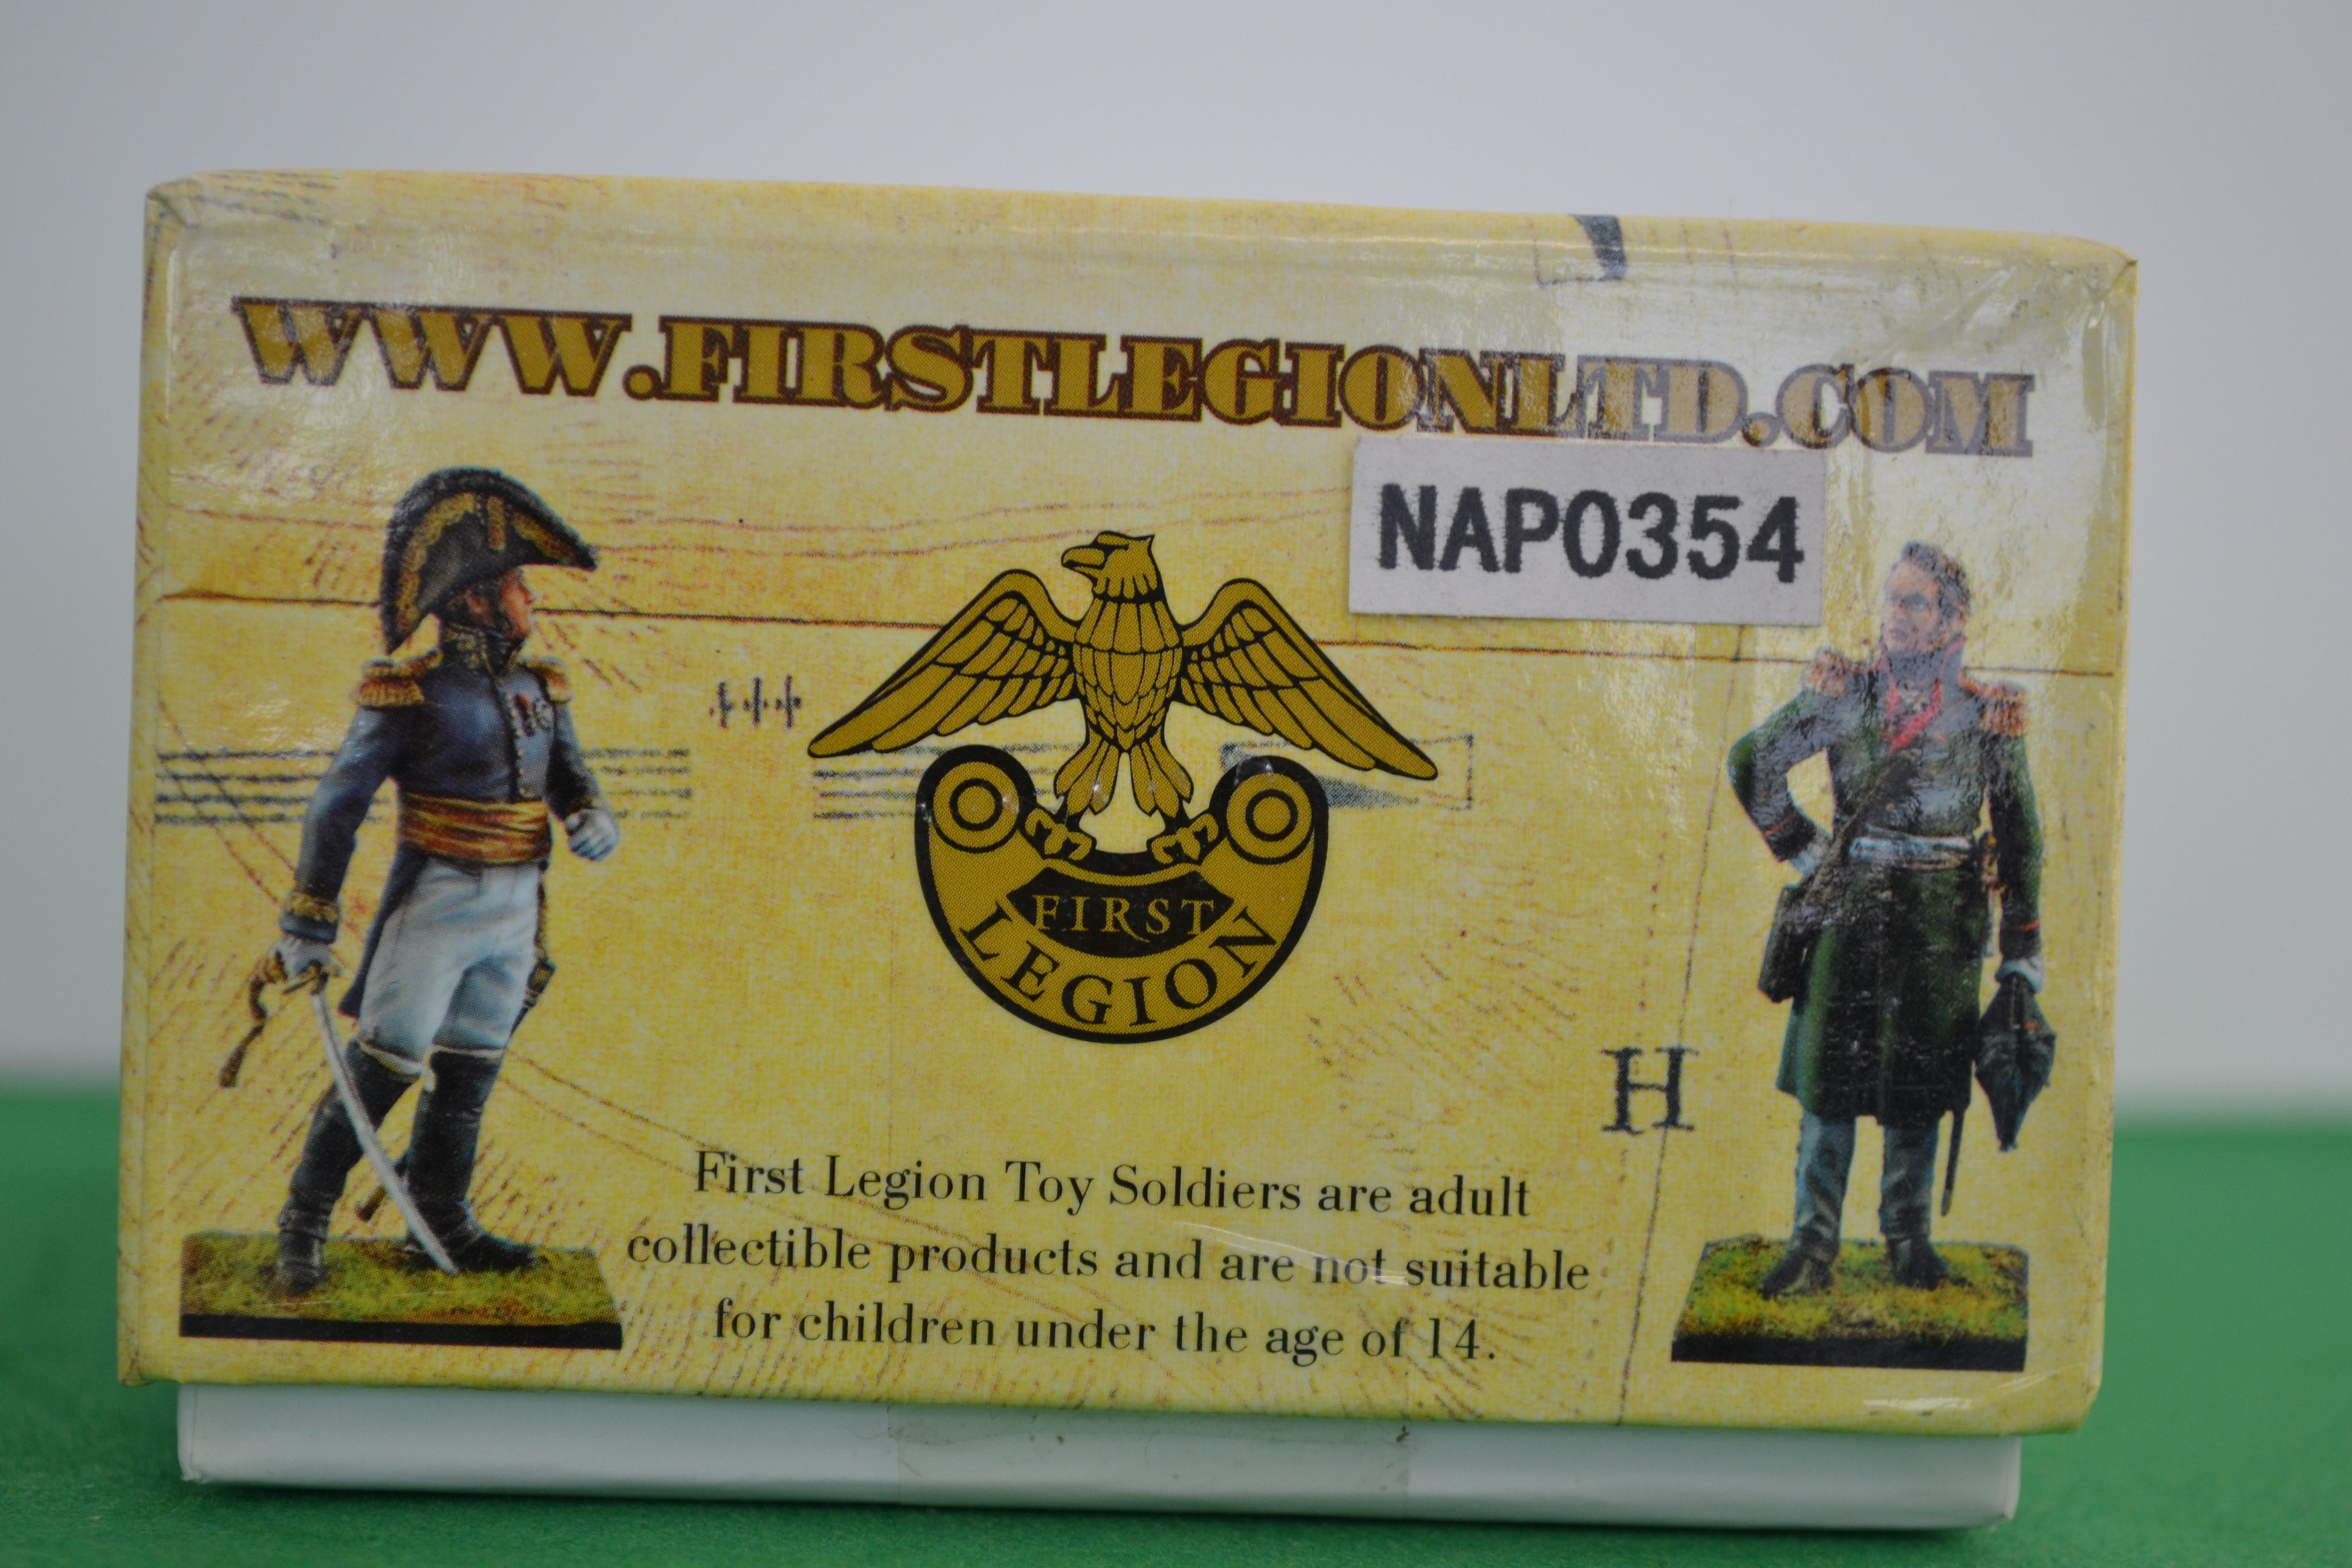 WWW.FIRSTLEGIONLTD.COM
NAP0354
FIRST
LEGION
H
First Legion Toy Soldiers are adult
collectible products and are not suitable
for children under the age of 14.